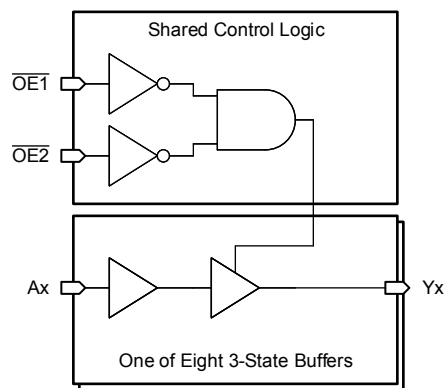 Shared Control Logic
OE1
OE2
Ax
Yx
One of Eight 3-State Buffers